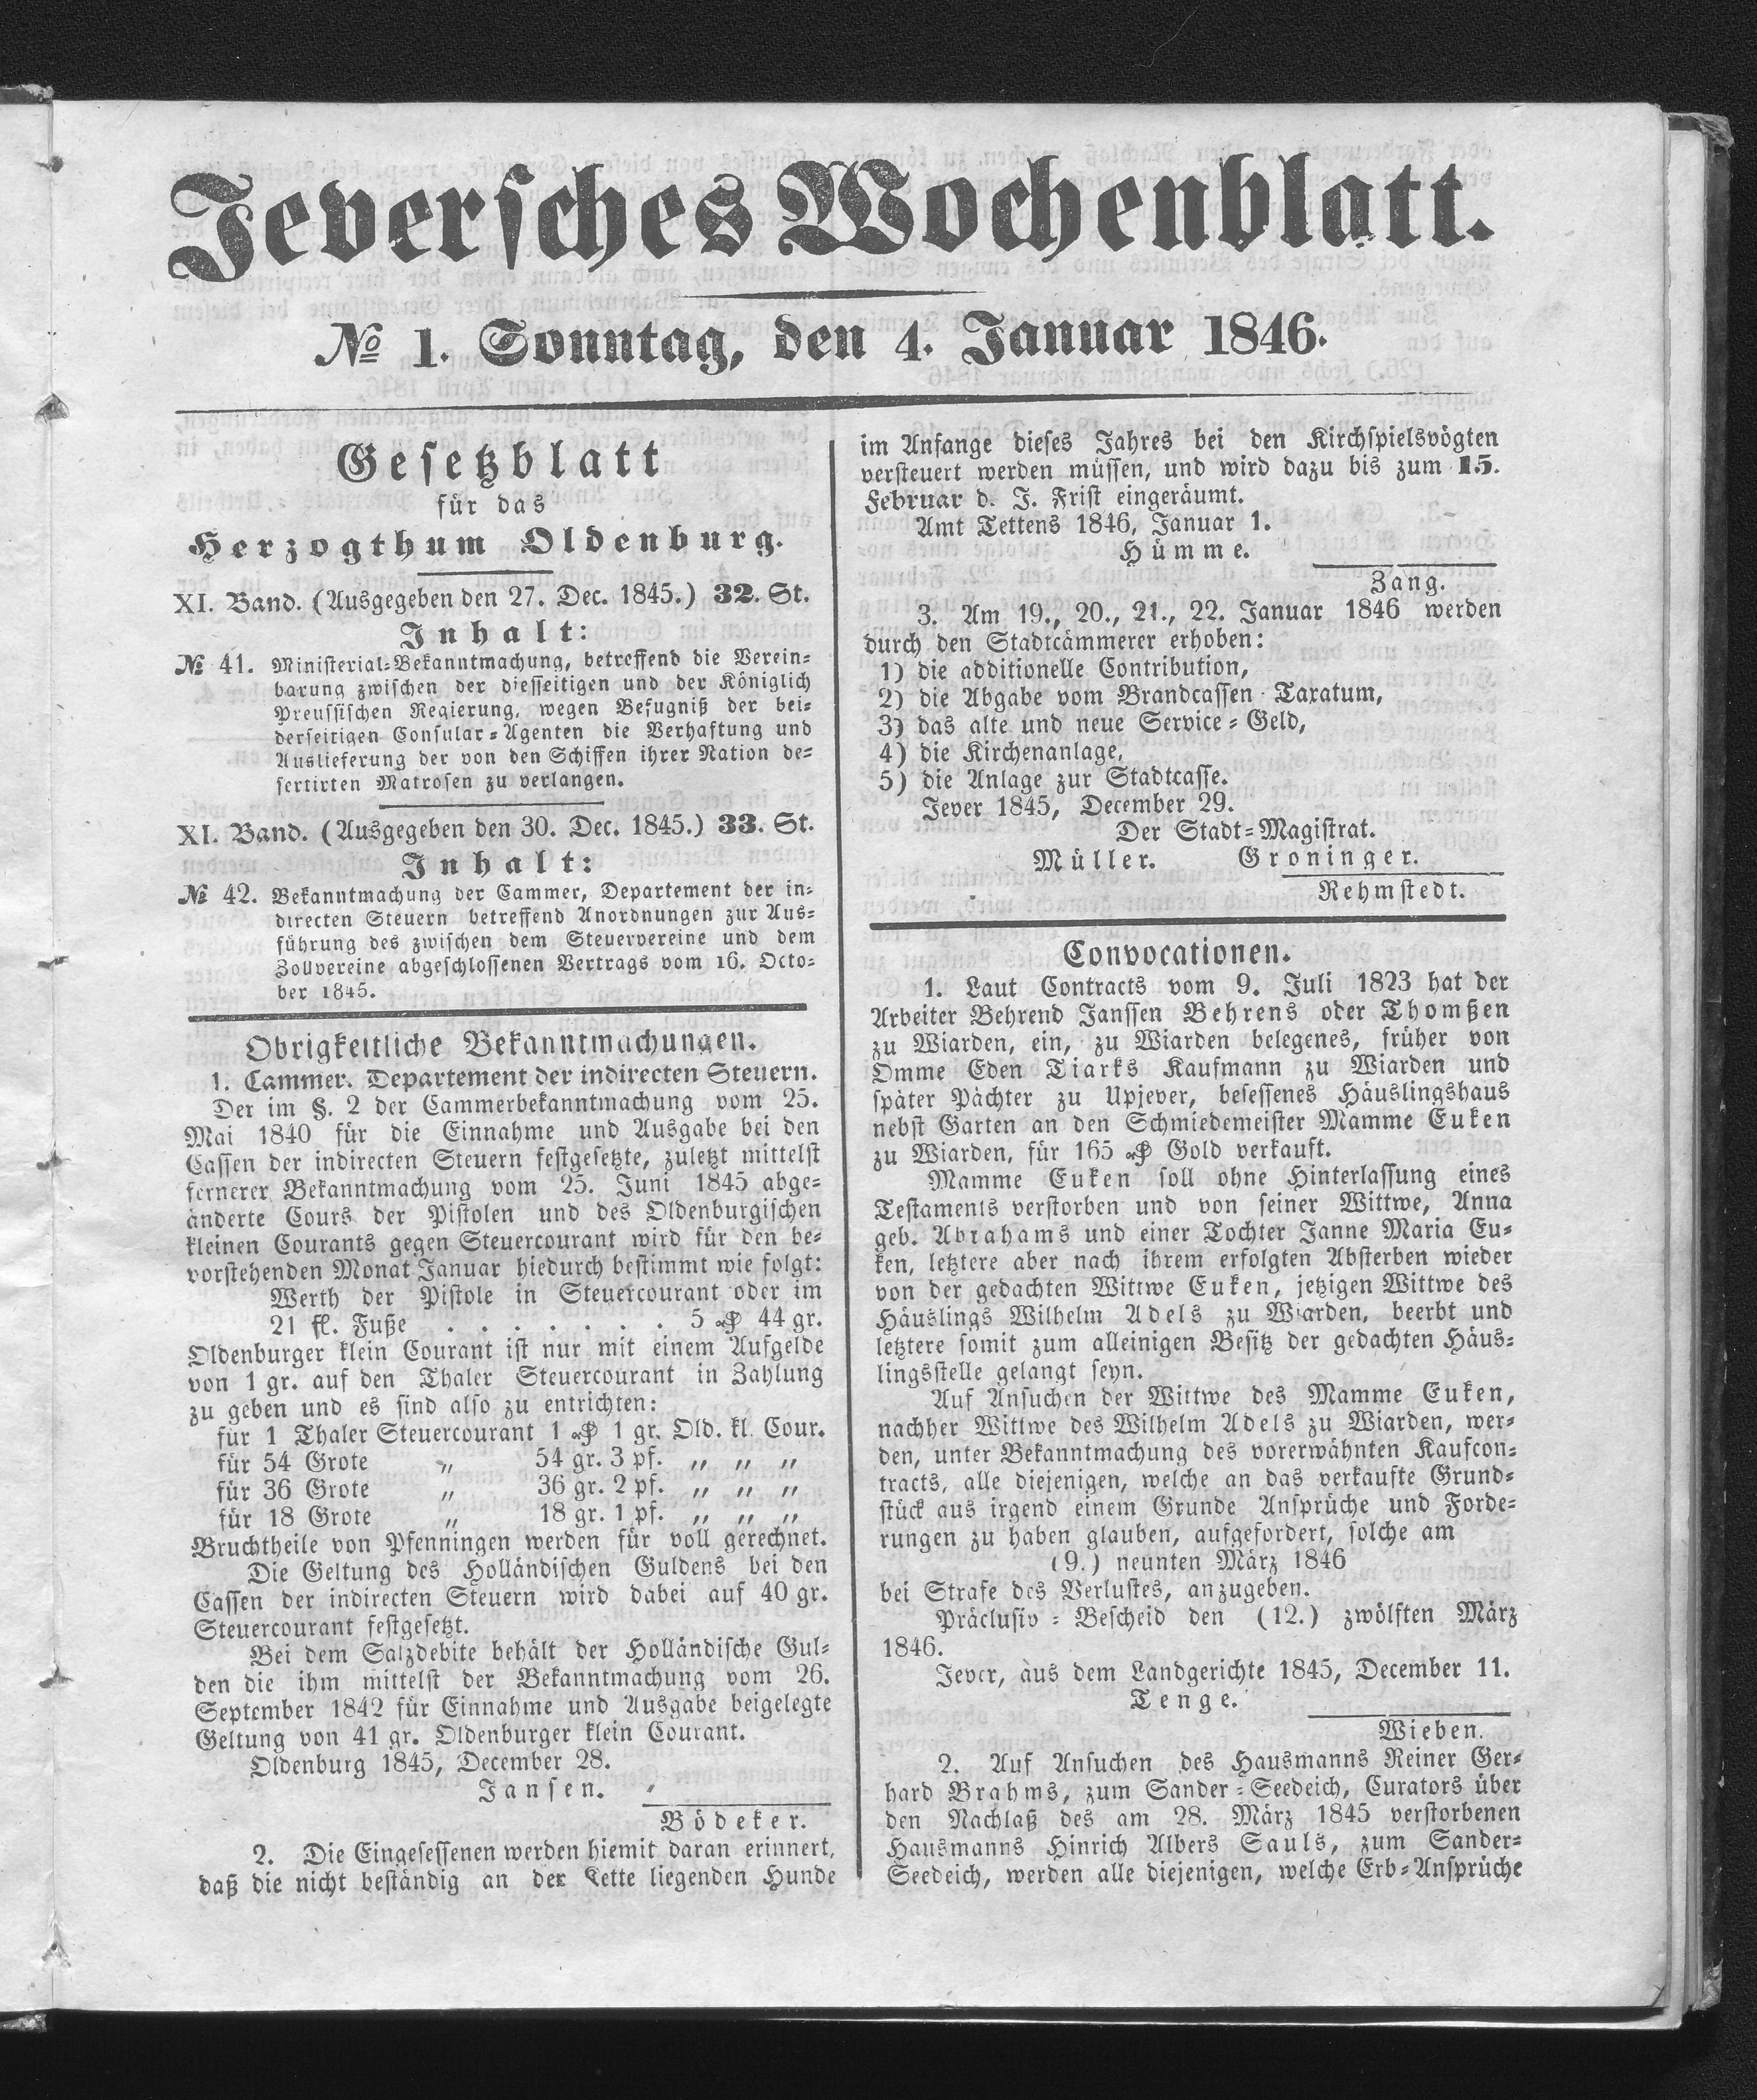 Jeversches Wochenblatt.
№ 1. Sonntag, den 4. Januar 1846.
Gesetzblatt
für das
Herzogthum Oldenburg.
XI. Band. (Ausgegeben den 27. Dec. 1845.) 32. St.
Inhalt:
№ 41. Ministerial-Bekanntmachung, betreffend die Verein-
barung zwischen der diesseitigen und der Königlich
Preussischen Regierung, wegen Befugniß der bei-
derseitigen Consular-Agenten die Verhaftung und
Auslieferung der von den Schiffen ihrer Nation de-
sertirten Matrosen zu verlangen.
XI. Band. (Ausgegeben den 30. Dec. 1845.) 33. St.
Inhalt:
№ 42. Bekanntmachung der Cammer, Departement der in-
directen Steuern betreffend Anordnungen zur Aus-
führung des zwischen dem Steuervereine und dem
Zollvereine abgeschlossenen Vertrags vom 16. Octo-
ber 1845.
Obrigkeitliche Bekanntmachungen.
1. Cammer. Departement der indirecten Steuern.
Der im §. 2 der Cammerbekanntmachung vom 25.
Mai 1840 für die Einnahme und Ausgabe bei den
Cassen der indirecten Steuern festgesetzte, zuletzt mittelst
fernerer Bekanntmachung vom 25. Juni 1845 abge-
änderte Cours der Pistolen und des Oldenburgischen
kleinen Courants gegen Steuercourant wird für den be-
vorstehenden Monat Januar hiedurch bestimmt wie folgt:
Werth der Pistole in Steuercourant oder im
21 fl. Fuße . . . . . . . 5 ₰ 44 gr.
Oldenburger klein Courant ist nur mit einem Aufgelde
von 1 gr. auf den Thaler Steuercourant in Zahlung
zu geben und es sind also zu entrichten:
für 1 Thaler Steuercourant 1 ₰ 1 gr. Old. kl. Cour.
für 54 Grote „ 54 gr. 3 pf. „ „ „
für 36 Grote „ 36 gr. 2 pf. „ „ „
für 18 Grote „ 18 gr. 1 pf. „ „ „
Bruchtheile von Pfenningen werden für voll gerechnet.
Die Geltung des Holländischen Guldens bei den
Cassen der indirecten Steuern wird dabei auf 40 gr.
Steuercourant festgesetzt.
Bei dem Salzdebite behält der Holländische Gul-
den die ihm mittelst der Bekanntmachung vom 26.
September 1842 für Einnahme und Ausgabe beigelegte
Geltung von 41 gr. Oldenburger klein Courant.
Oldenburg 1845, December 28.
Jansen.
Bödeker.
2. Die Eingesessenen werden hiemit daran erinnert,
daß die nicht beständig an der Kette liegenden Hunde
im Anfange dieses Jahres bei den Kirchspielsvögten
versteuert werden müssen, und wird dazu bis zum 15.
Februar d. J. Frist eingeräumt.
Amt Tettens 1846, Januar 1.
Hümme.
Zang.
3. Am 19., 20., 21., 22. Januar 1846 werden
durch den Stadtcämmerer erhoben:
1) die additionelle Contribution,
2) die Abgabe vom Brandcassen-Taxatum,
3) das alte und neue Service-Geld,
4) die Kirchenanlage,
5) die Anlage zur Stadtcasse.
Jever 1845, December 29.
Der Stadt-Magistrat.
Müller. Groninger.
Rehmstedt.
Convocationen.
1. Laut Contracts vom 9. Juli 1823 hat der
Arbeiter Behrend Janssen Behrens oder Thomßen
zu Wiarden, ein, zu Wiarden belegenes, früher von
Omme Eden Tiarks Kaufmann zu Wiarden und
später Pächter zu Upjever, besessenes Häuslingshaus
nebst Garten an den Schmiedemeister Mamme Euken
zu Wiarden, für 165 ₰ Gold verkauft.
Mamme Euken soll ohne Hinterlassung eines
Testaments verstorben und von seiner Wittwe, Anna
geb. Abrahams und einer Tochter Janne Maria Eu-
ken, letztere aber nach ihrem erfolgten Absterben wieder
von der gedachten Wittwe Euken, jetzigen Wittwe des
Häuslings Wilhelm Adels zu Wiarden, beerbt und
letztere somit zum alleinigen Besitz der gedachten Häus-
lingsstelle gelangt seyn.
Auf Ansuchen der Wittwe des Mamme Euken,
nachher Wittwe des Wilhelm Adels zu Wiarden, wer-
den, unter Bekanntmachung des vorerwähnten Kaufcon-
tracts, alle diejenigen, welche an das verkaufte Grund-
stück aus irgend einem Grunde Ansprüche und Forde-
rungen zu haben glauben, aufgefordert, solche am
(9.) neunten März 1846
bei Strafe des Verlustes, anzugeben.
Präclusiv-Bescheid den (12.) zwölften März
1846.
Jever, aus dem Landgerichte 1845, December 11.
Tenge.
Wieben.
2. Auf Ansuchen des Hausmanns Reiner Ger-
hard Brahms, zum Sander-Seedeich, Curators über
den Nachlaß des am 28. März 1845 verstorbenen
Hausmanns Hinrich Albers Sauls, zum Sander-
Seedeich, werden alle diejenigen, welche Erb-Ansprüche